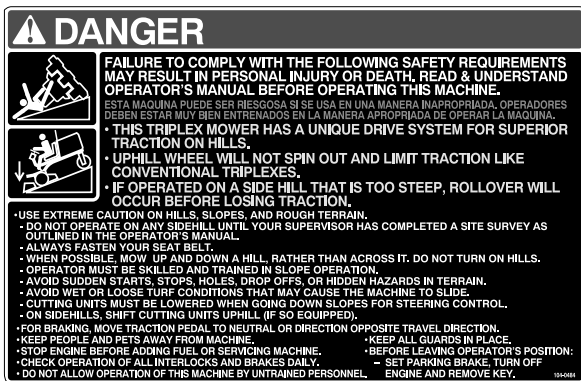 DANGER
FAILURE TO COMPLY WITH THE FOLLOWING SAFETY REQUIREMENTS
MAY RESULT IN PERSONAL INJURY OR DEATH. READ & UNDERSTAND
OPERATOR'S MANUAL BEFORE OPERATING THIS MACHINE.
ESTA MAQUINA PUEDE SER RIESGOSA SI SE USA EN UNA MANERA INAPROPRIADA. OPERADORES
DEBEN ESTAR MUY BIEN ENTRENADOS EN LA MANERA APROPRIADA DE OPERAR LA MAQUINA.
• THIS TRIPLEX MOWER HAS A UNIQUE DRIVE SYSTEM FOR SUPERIOR
TRACTION ON HILLS.
• UPHILL WHEEL WILL NOT SPIN OUT AND LIMIT TRACTION LIKE
CONVENTIONAL TRIPLEXES.
• IF OPERATED ON A SIDE HILL THAT IS TOO STEEP, ROLLOVER WILL
OCCUR BEFORE LOSING TRACTION.
•USE EXTREME CAUTION ON HILLS, SLOPES, AND ROUGH TERRAIN.
- DO NOT OPERATE ON ANY SIDEHILL UNTIL YOUR SUPERVISOR HAS COMPLETED A SITE SURVEY AS
OUTLINED IN THE OPERATOR'S MANUAL.
- ALWAYS FASTEN YOUR SEAT BELT.
- WHEN POSSIBLE, MOW UP AND DOWN A HILL, RATHER THAN ACROSS IT. DO NOT TURN ON HILLS.
- OPERATOR MUST BE SKILLED AND TRAINED IN SLOPE OPERATION.
- AVOID SUDDEN STARTS, STOPS, HOLES, DROP OFFS, OR HIDDEN HAZARDS IN TERRAIN.
- AVOID WET OR LOOSE TURF CONDITIONS THAT MAY CAUSE THE MACHINE TO SLIDE.
- CUTTING UNITS MUST BE LOWERED WHEN GOING DOWN SLOPES FOR STEERING CONTROL.
- ON SIDEHILLS, SHIFT CUTTING UNITS UPHILL (IF SO EQUIPPED).
•FOR BRAKING, MOVE TRACTION PEDAL TO NEUTRAL OR DIRECTION OPPOSITE TRAVEL DIRECTION.
•KEEP PEOPLE AND PETS AWAY FROM MACHINE.
•STOP ENGINE BEFORE ADDING FUEL OR SERVICING MACHINE.
•CHECK OPERATION OF ALL INTERLOCKS AND BRAKES DAILY.
• DO NOT ALLOW OPERATION OF THIS MACHINE BY UNTRAINED PERSONNEL.
•KEEP ALL GUARDS IN PLACE.
•BEFORE LEAVING OPERATOR'S POSITION:
– SET PARKING BRAKE, TURN OFF
ENGINE AND REMOVE KEY.
104-0484